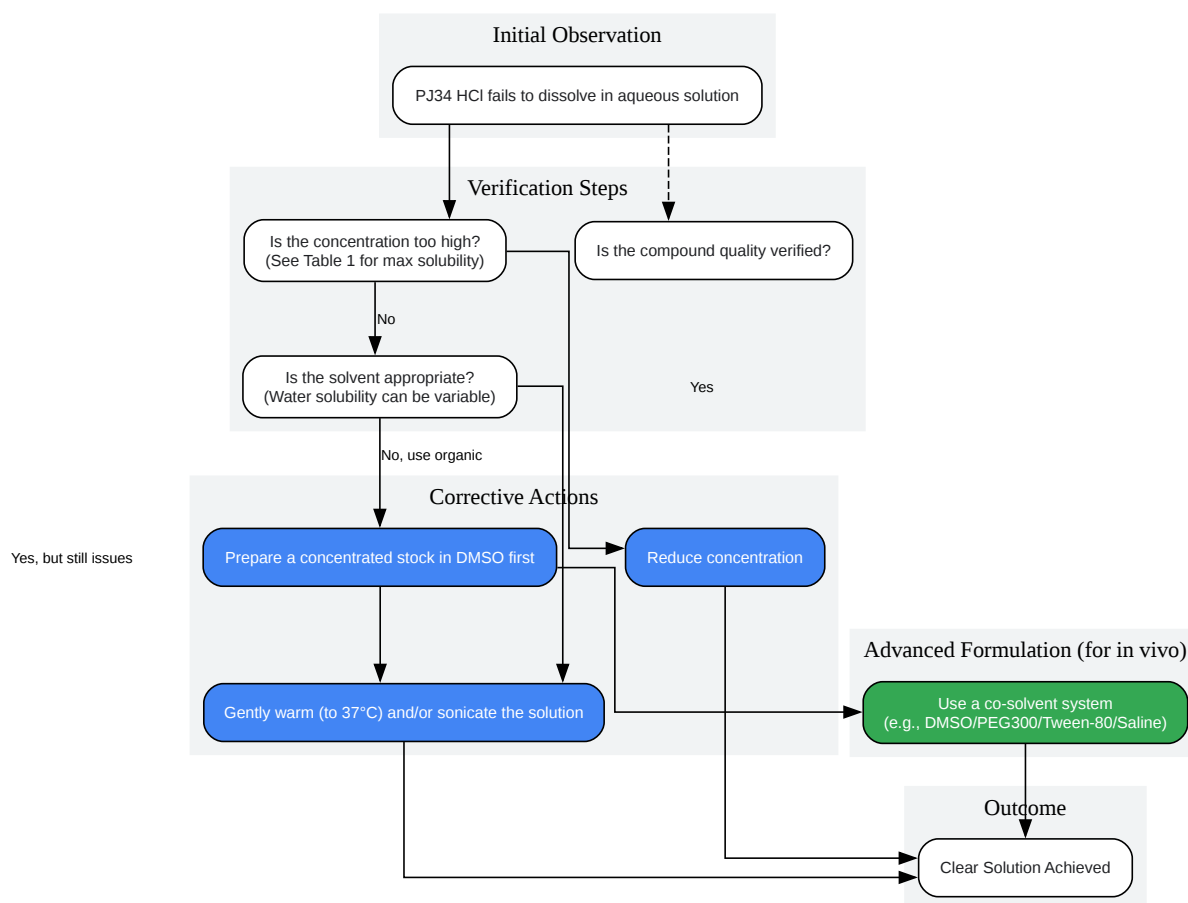 Initial Observation
PJ34 HCl fails to dissolve in aqueous solution
Verification Steps
Is the concentration too high?
(See Table 1 for max solubility)
Is the compound quality verified?
No
Is the solvent appropriate?
(Water solubility can be variable)
Yes
No, use organic
Corrective Actions
Yes, but still issues
Prepare a concentrated stock in DMSO first
Reduce concentration
Advanced Formulation (for in vivo)
Gently warm (to 37°C) and/or sonicate the solution
Use a co-solvent system
(e.g., DMSO/PEG300/Tween-80/Saline)
Outcome
Clear Solution Achieved